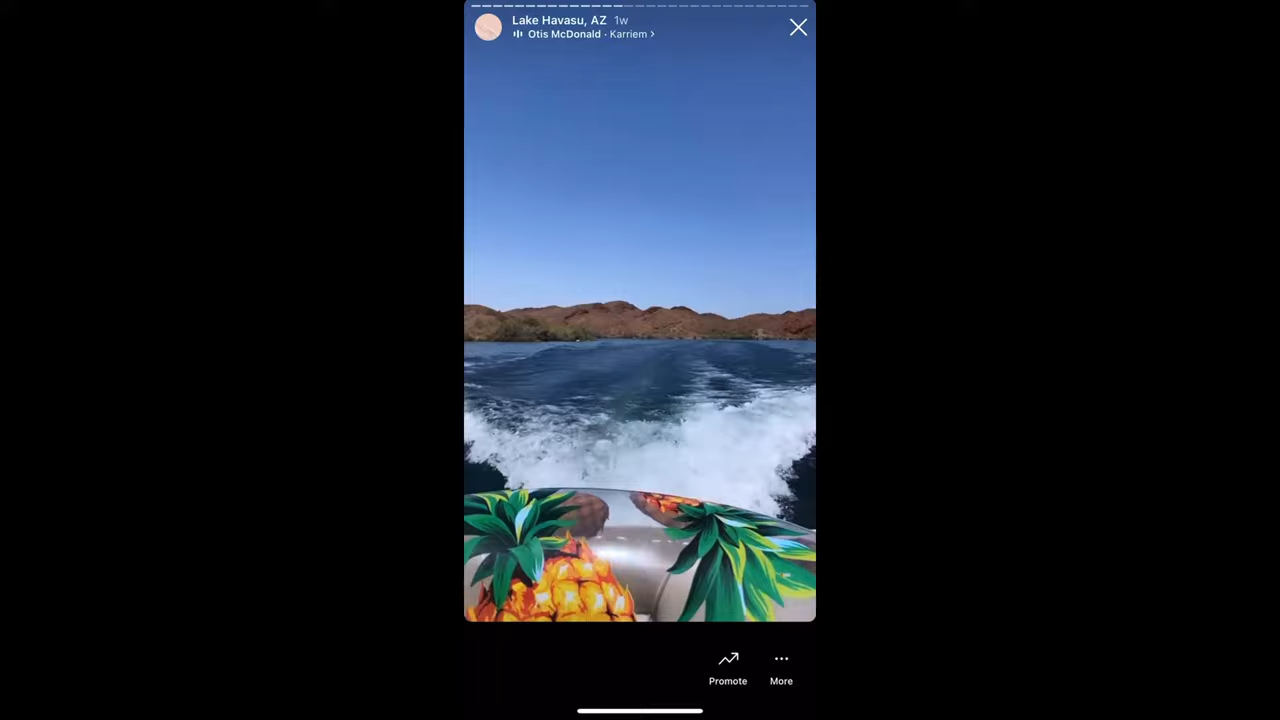 Lake Havasu, AZ 1w
Otis McDonald · Karriem >
Promote
More